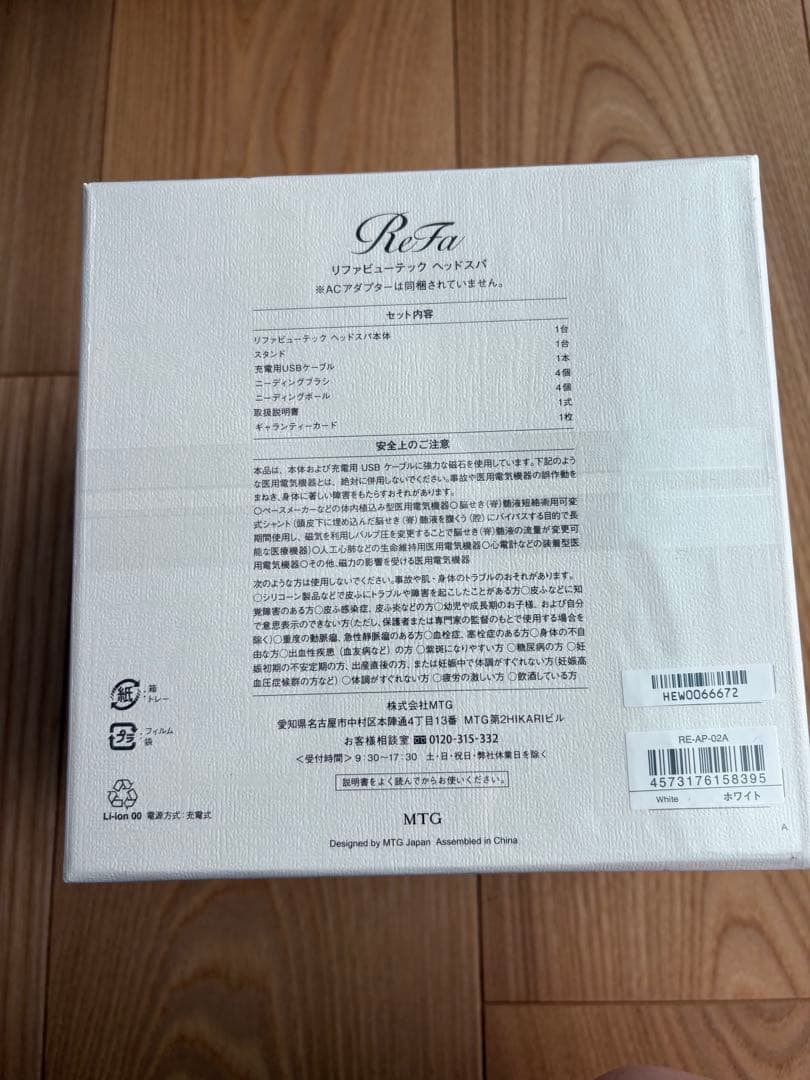 ReFa
リファビューテック ヘッドスパ
※ACアダプターは同梱されていません。
セット内容
リファビューテック ヘッドスパ本体 1台
スタンド 1台
充電用USBケーブル 1本
ニーディングブラシ 4個
ニーディングボール 4個
取扱説明書 1式
ギャランティーカード 1枚
安全上のご注意
本品は、本体および充電用 USB ケーブルに強力な磁石を使用しています。下記のよう
な医用電気機器とは、絶対に併用しないでください。事故や医用電気機器の誤作動を
まねき、身体に著しい障害をもたらすおそれがあります。
○ペースメーカーなどの体内植込み型医用電気機器○脳せき(脊)髄液短絡術用可変
式シャント(頭皮下に埋め込んだ脳せき(脊)髄液を腹くう(腔)にバイパスする目的で長
期間使用し、磁気を利用しバルブ圧を変更することで脳せき(脊)髄液の流量が変更可
能な医療機器)○人工心肺などの生命維持用医用電気機器○心電計などの装着型医
用電気機器○その他、磁力の影響を受ける医用電気機器
次のような方は使用しないでください。事故や肌・身体のトラブルのおそれがあります。
○シリコーン製品などで皮ふにトラブルや障害を起こしたことがある方○皮ふなどに知
覚障害のある方○皮ふ感染症、皮ふ炎などの方○幼児や成長期のお子様、および自分
で意思表示のできない方(ただし、保護者または専門家の監督のもとで使用する場合を
除く)○重度の動脈瘤、急性静脈瘤のある方○血栓症、塞栓症のある方○身体の不自
由な方○出血性疾患(血友病など)の方○紫斑になりやすい方○糖尿病の方○妊
娠初期の不安定期の方、出産直後の方、または妊娠中で体調がすぐれない方(妊娠高
血圧症候群の方など)○体調がすぐれない方○疲労の激しい方○飲酒している方
株式会社MTG
愛知県名古屋市中村区本陣通4丁目13番 MTG第2HIKARIビル
お客様相談室 0120-315-332
<受付時間> 9:30〜17:30 土・日・祝日・弊社休業日を除く
説明書をよく読んでからお使いください。
MTG
Designed by MTG Japan Assembled in China
紙
箱
トレー
プラ
フィルム
袋
Li-ion 00 電源方式:充電式
HEW0066672
RE-AP-02A
4573176158395
White ホワイト
A